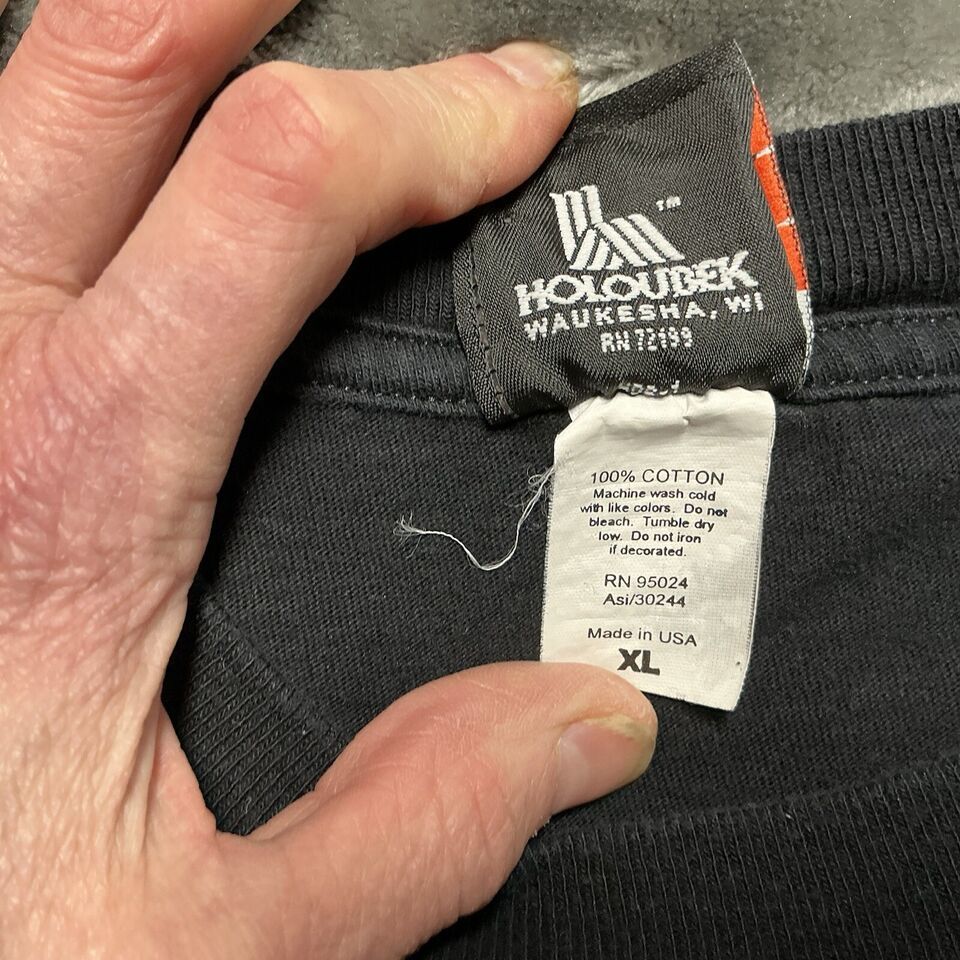 TM
HOLOUBEK
WAUKESHA, WI
RN 72199
100% COTTON
Machine wash cold
with like colors. Do not
bleach. Tumble dry
low. Do not iron
if decorated.
RN 95024
Asi/30244
Made in USA
XL